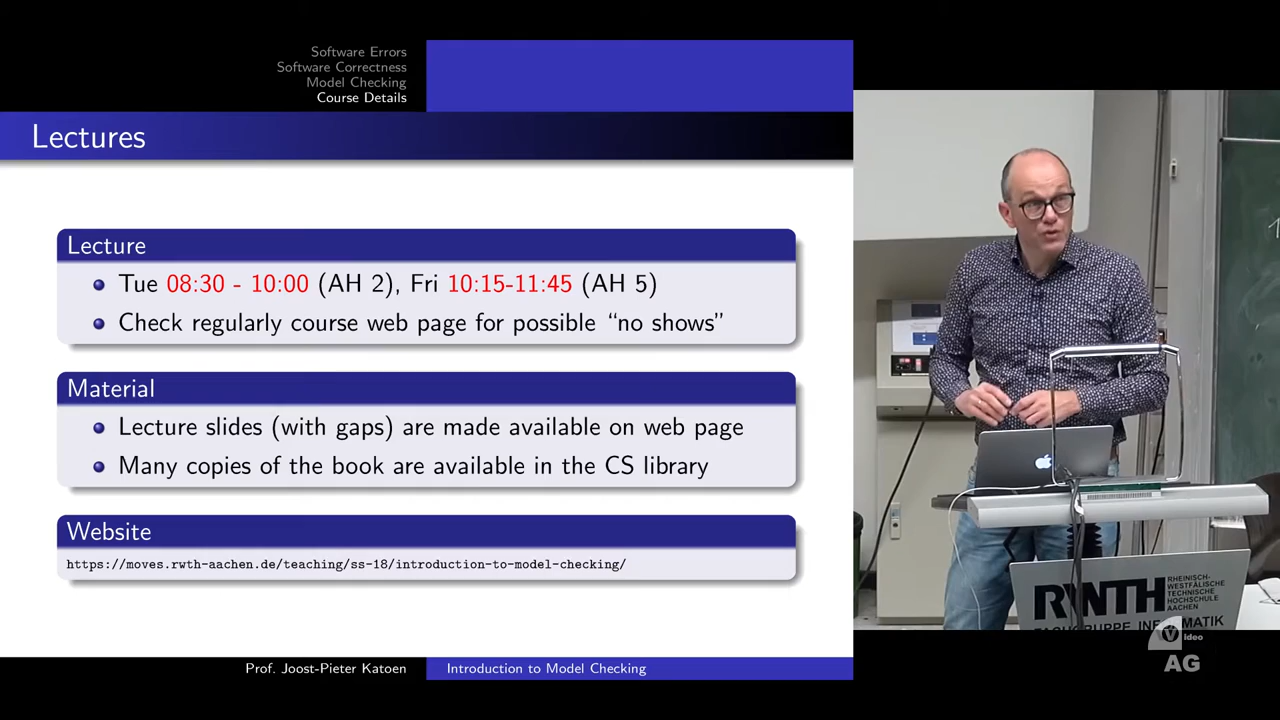 Software Errors
Software Correctness
Model Checking
Course Details
Lectures
Lecture
Tue 08:30 - 10:00 (AH 2), Fri 10:15-11:45 (AH 5)
Check regularly course web page for possible “no shows”
Material
Lecture slides (with gaps) are made available on web page
Many copies of the book are available in the CS library
Website
https://moves.rwth-aachen.de/teaching/ss-18/introduction-to-model-checking/
Prof. Joost-Pieter Katoen
Introduction to Model Checking
RWTH
RHEINISCH-
WESTFÄLISCHE
TECHNISCHE
HOCHSCHULE
AACHEN
FACHGRUPPE INFORMATIK
Video
AG